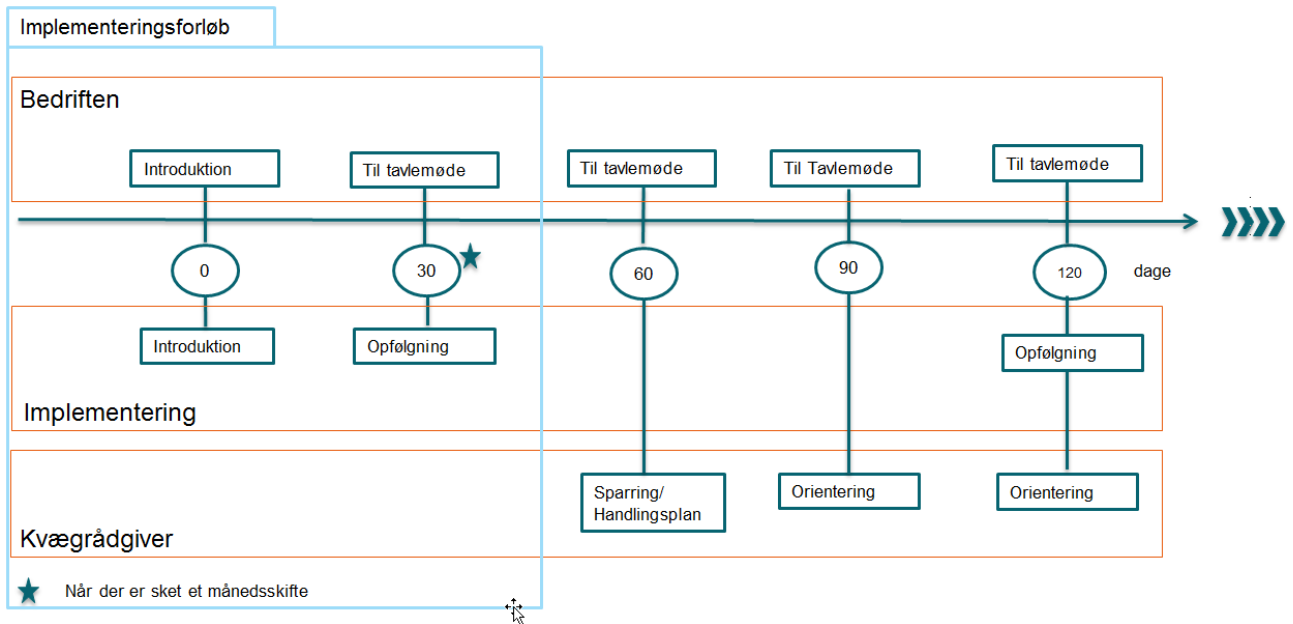 Implementeringsforløb
Bedriften
Introduktion
Til tavlemøde
Til tavlemøde
Til Tavlemøde
Til tavlemøde
0
30
60
90
120
dage
Introduktion
Opfølgning
Opfølgning
Implementering
Sparring/
Handlingsplan
Orientering
Orientering
Kvægrådgiver
Når der er sket et månedsskifte